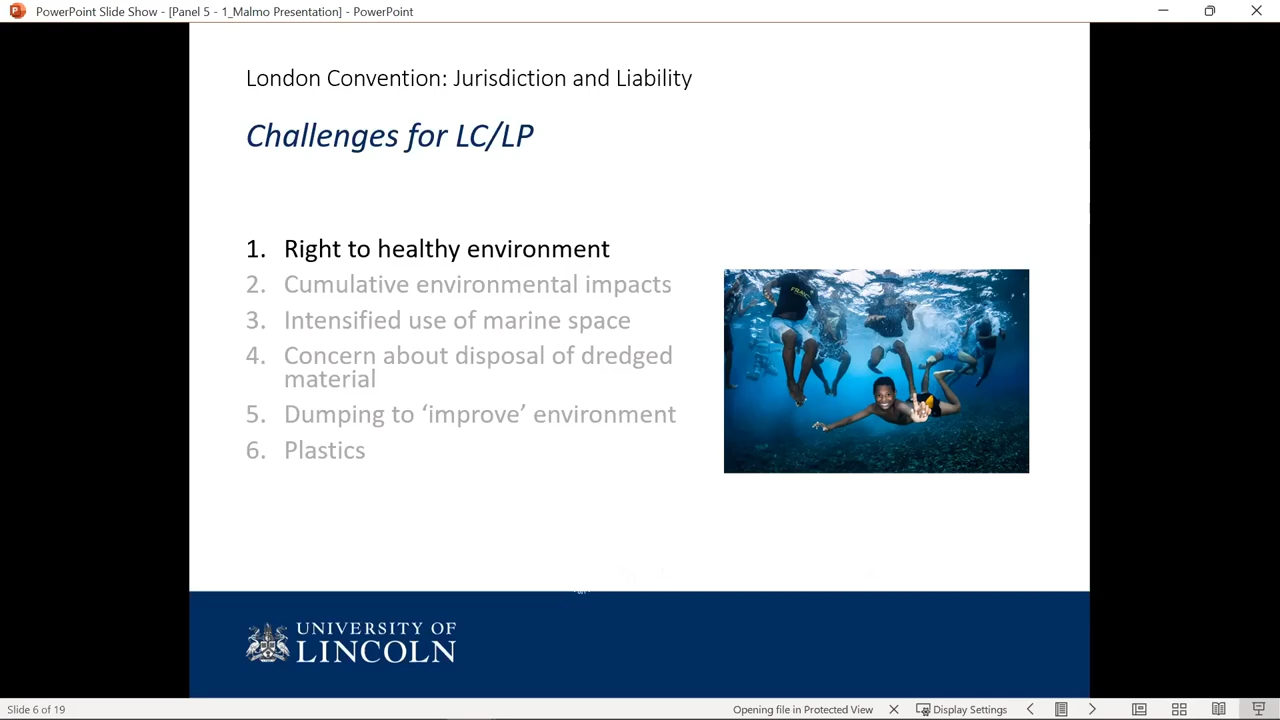 PowerPoint Slide Show - [Panel 5 - 1_Malmo Presentation] - PowerPoint
London Convention: Jurisdiction and Liability
Challenges for LC/LP
1. Right to healthy environment
2. Cumulative environmental impacts
3. Intensified use of marine space
4. Concern about disposal of dredged
material
5. Dumping to ‘improve’ environment
6. Plastics
UNIVERSITY OF
LINCOLN
Slide 6 of 19
Opening file in Protected View
Display Settings